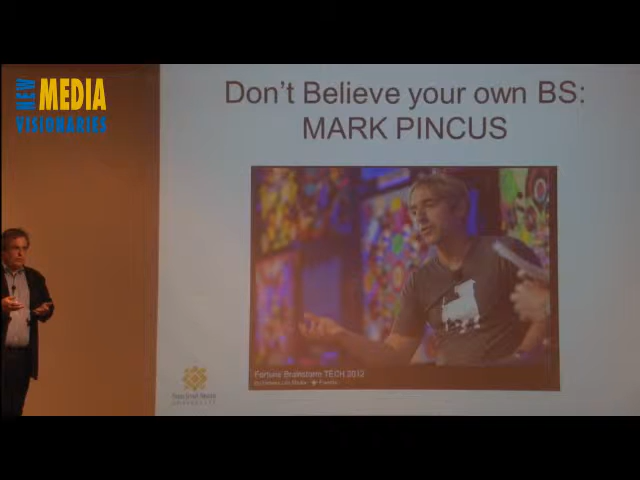 NEW
MEDIA
VISIONARIES
Don't Believe your own BS:
MARK PINCUS
Fortune Brainstorm TECH 2012